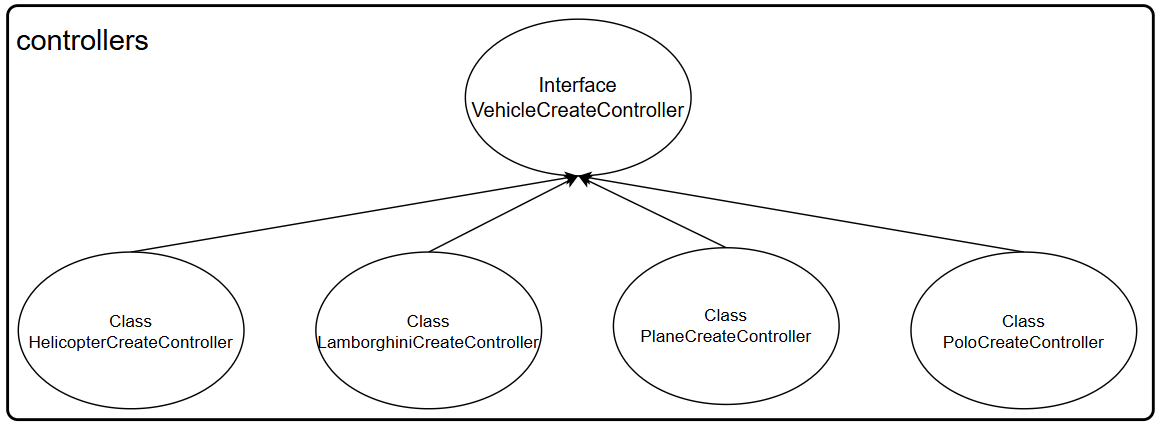 controllers
Interface
VehicleCreateController
Class
HelicopterCreateController
Class
LamborghiniCreateController
Class
PlaneCreateController
Class
PoloCreateController